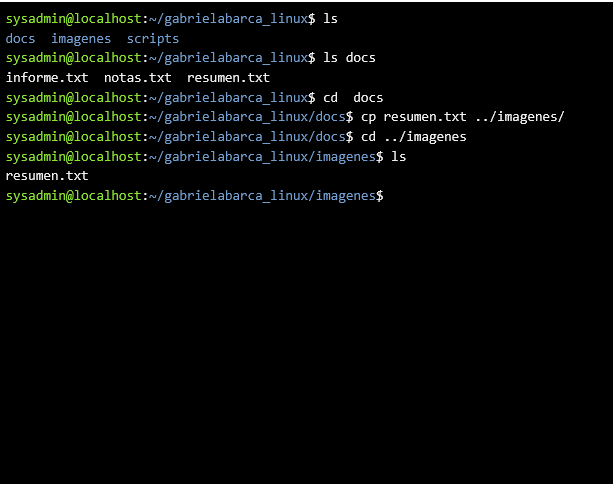 sysadmin@localhost:~/gabrielabarca_linux$ ls
docs  imagenes  scripts
sysadmin@localhost:~/gabrielabarca_linux$ ls docs
informe.txt  notas.txt  resumen.txt
sysadmin@localhost:~/gabrielabarca_linux$ cd  docs
sysadmin@localhost:~/gabrielabarca_linux/docs$ cp resumen.txt ../imagenes/
sysadmin@localhost:~/gabrielabarca_linux/docs$ cd ../imagenes
sysadmin@localhost:~/gabrielabarca_linux/imagenes$ ls
resumen.txt
sysadmin@localhost:~/gabrielabarca_linux/imagenes$